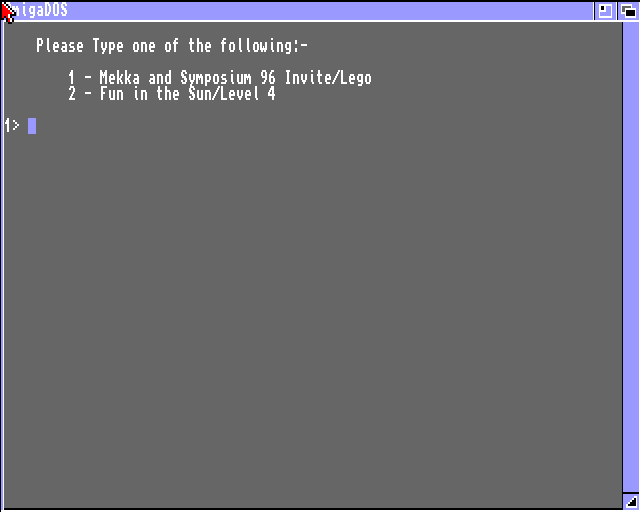 migaDOS
Please Type one of the following:-
1 - Mekka and Symposium 96 Invite/Lego
2 - Fun in the Sun/Level 4
1>